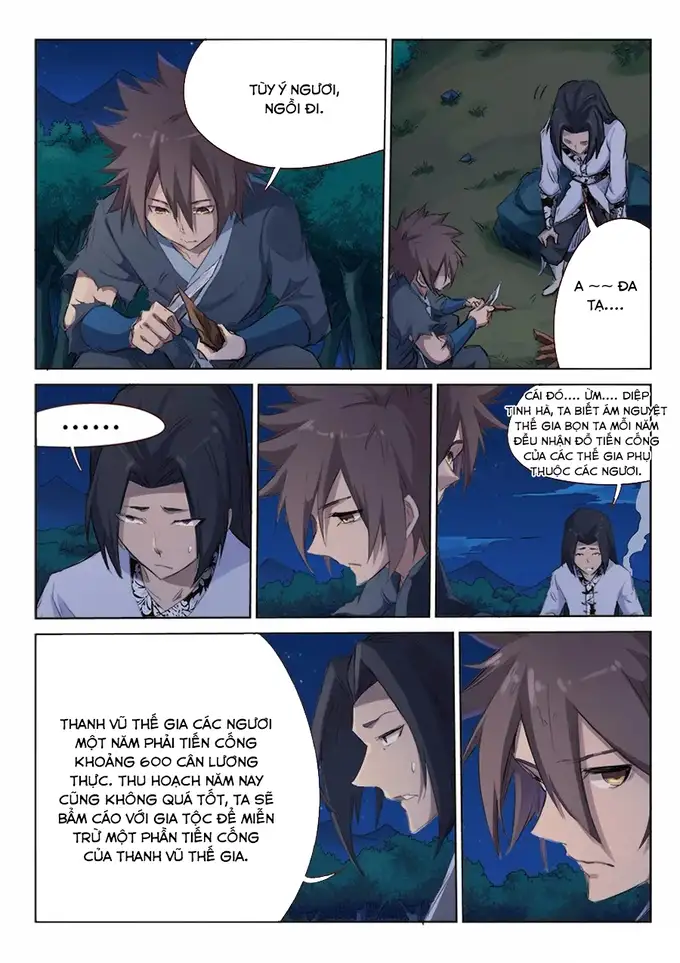 TÙY Ý NGƯƠI,
NGỒI ĐI.
A ~~ ĐA
TẠ....
......
CÁI ĐÓ.... ỪM.... DIỆP
TINH HÀ, TA BIẾT ÁM NGUYỆT
THẾ GIA BỌN TA MỖI NĂM
ĐỀU NHẬN ĐỒ TIẾN CỐNG
CỦA CÁC THẾ GIA PHỤ
THUỘC CÁC NGƯƠI.
THANH VŨ THẾ GIA CÁC NGƯƠI
MỘT NĂM PHẢI TIẾN CỐNG
KHOẢNG 600 CÂN LƯƠNG
THỰC. THU HOẠCH NĂM NAY
CŨNG KHÔNG QUÁ TỐT, TA SẼ
BẨM CÁO VỚI GIA TỘC ĐỂ MIỄN
TRỪ MỘT PHẦN TIẾN CỐNG
CỦA THANH VŨ THẾ GIA.